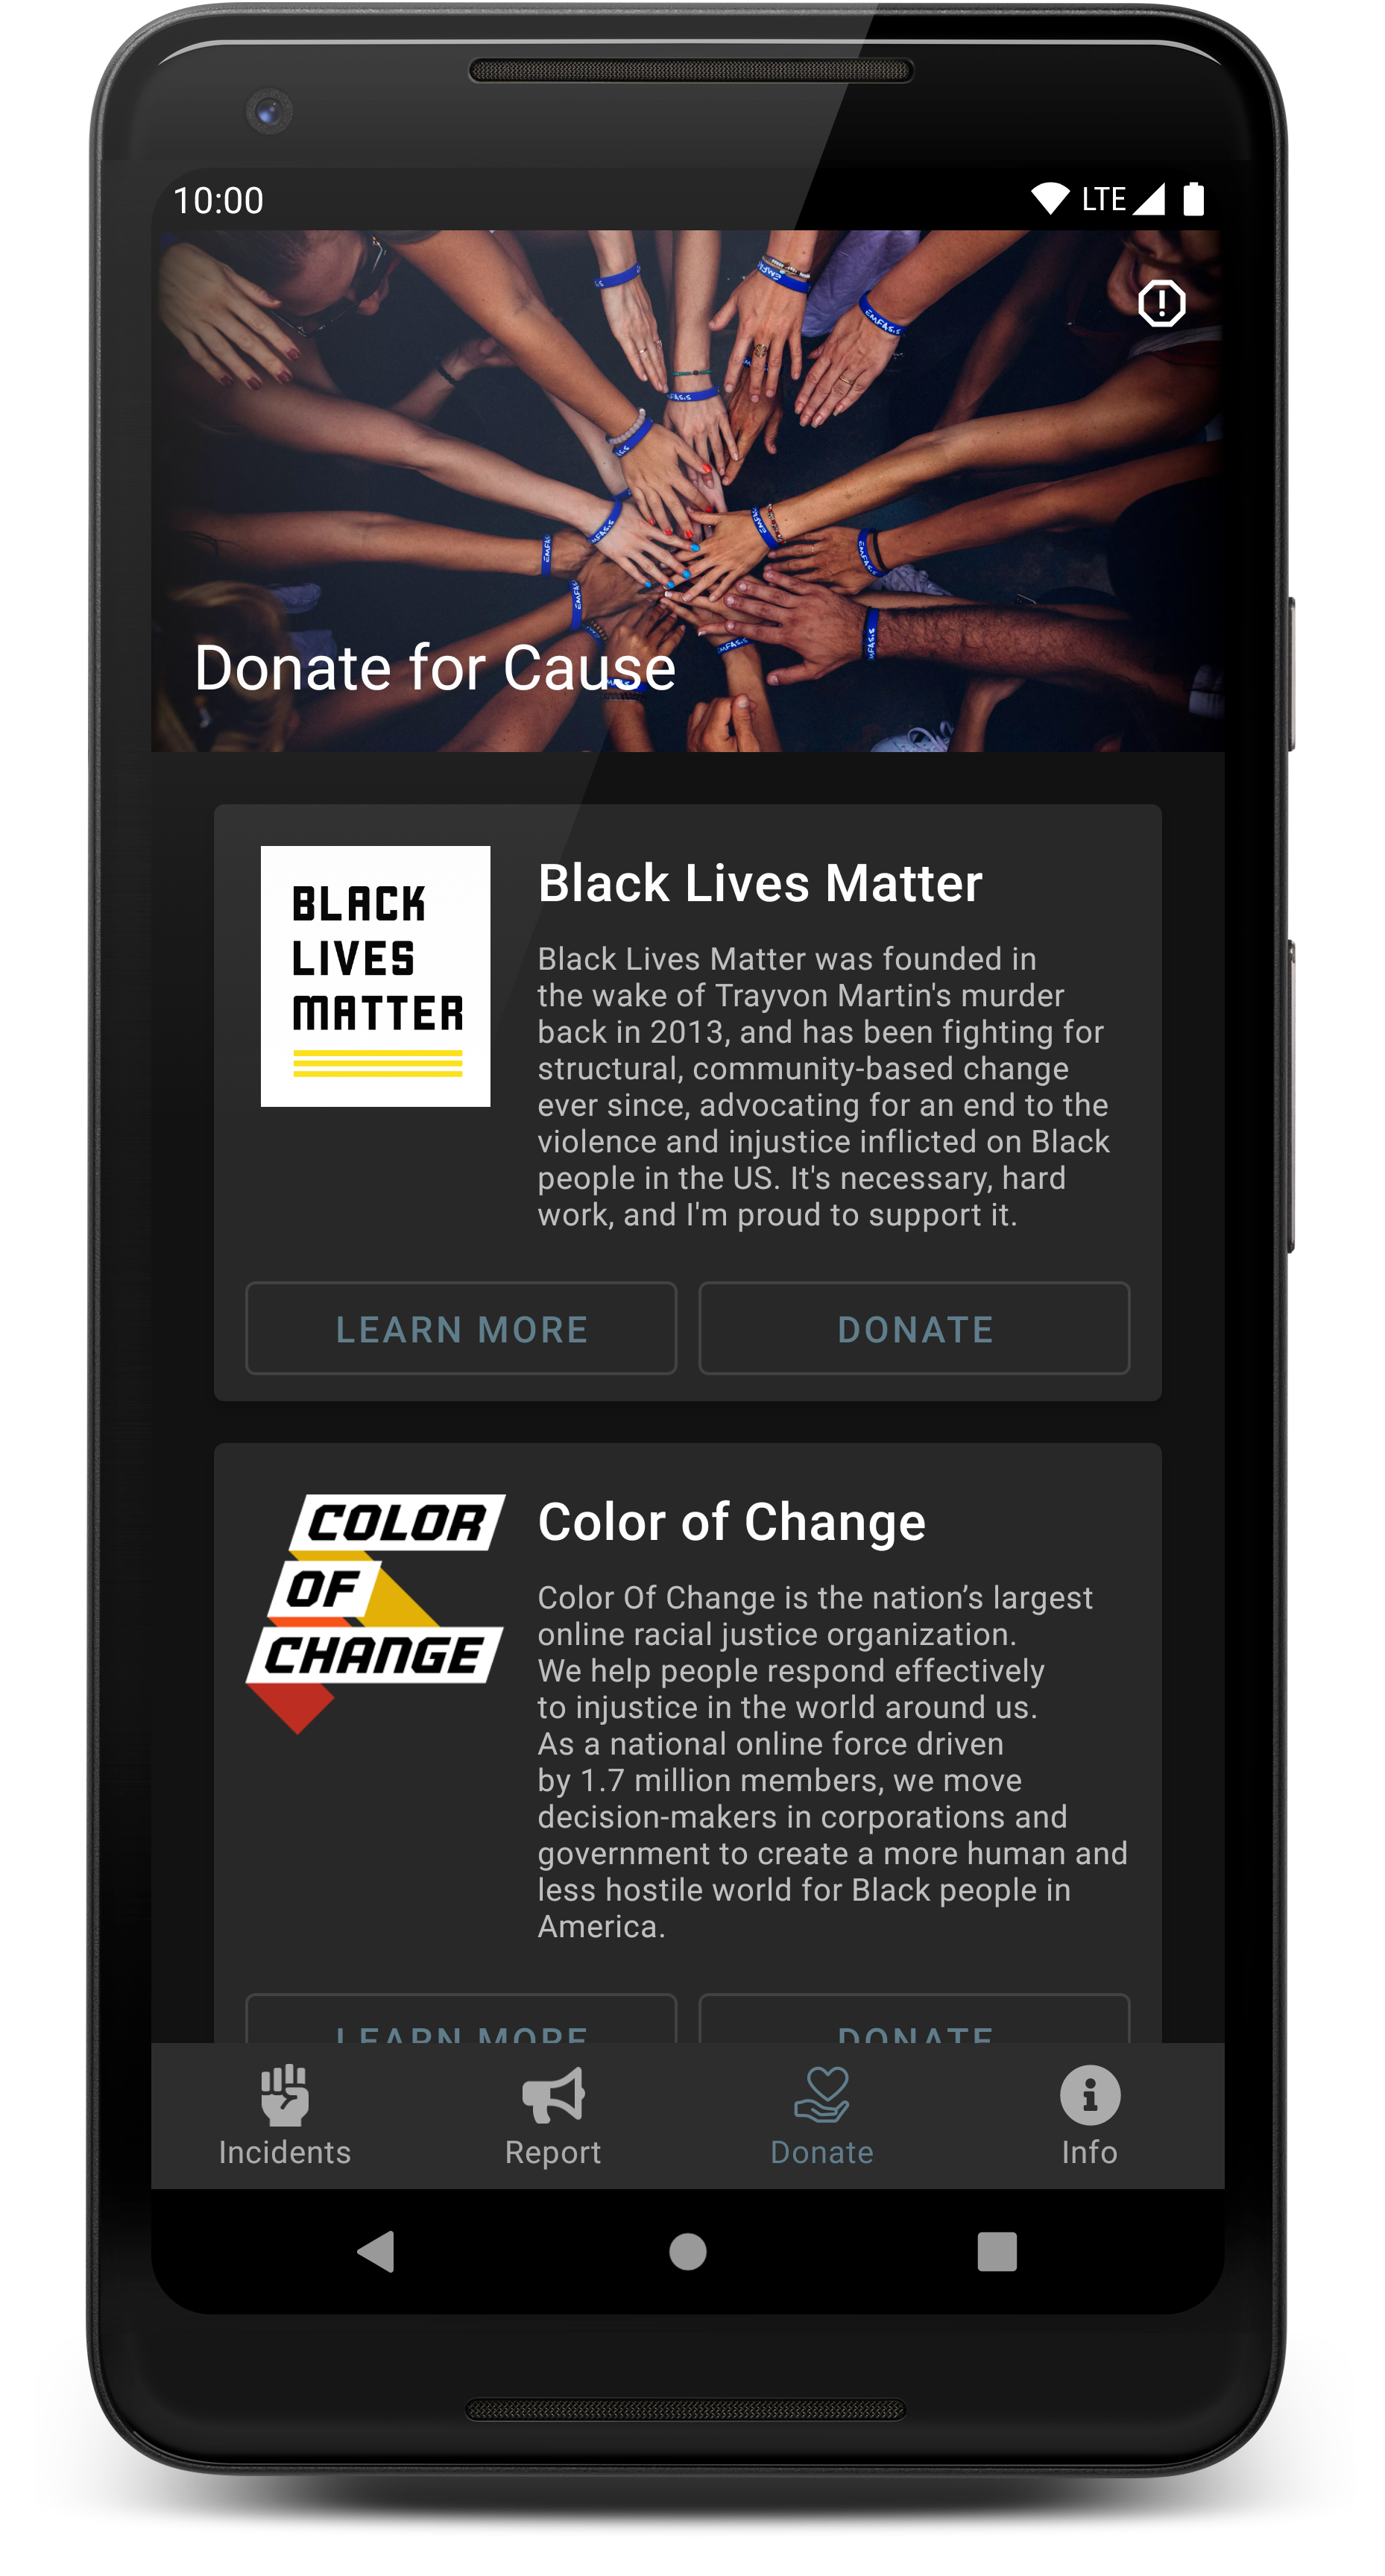 10:00
LTE
EMFASIS
Donate for Cause
BLACK
LIVES
MATTER
Black Lives Matter
Black Lives Matter was founded in
the wake of Trayvon Martin's murder
back in 2013, and has been fighting for
structural, community-based change
ever since, advocating for an end to the
violence and injustice inflicted on Black
people in the US. It's necessary, hard
work, and I'm proud to support it.
LEARN MORE
DONATE
COLOR
OF
CHANGE
Color of Change
Color Of Change is the nation’s largest
online racial justice organization.
We help people respond effectively
to injustice in the world around us.
As a national online force driven
by 1.7 million members, we move
decision-makers in corporations and
government to create a more human and
less hostile world for Black people in
America.
LEARN MORE
DONATE
Incidents
Report
Donate
Info